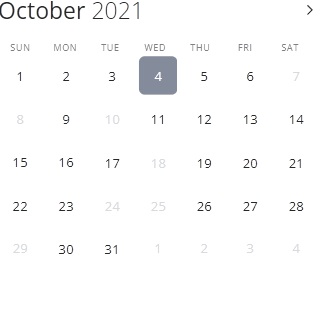 October 2021
SUN MON TUE WED THU FRI SAT
1 2 3 4 5 6 7
8 9 10 11 12 13 14
15 16 17 18 19 20 21
22 23 24 25 26 27 28
29 30 31 1 2 3 4